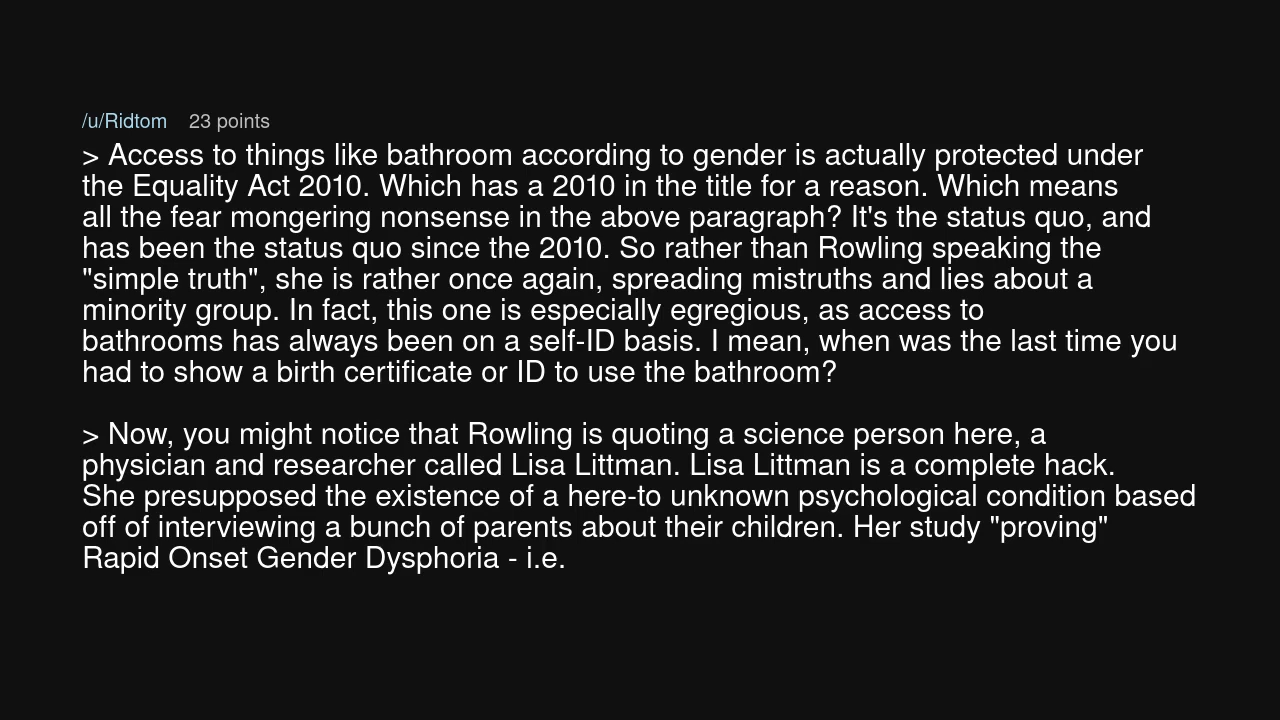 /u/Ridtom 23 points
> Access to things like bathroom according to gender is actually protected under
the Equality Act 2010. Which has a 2010 in the title for a reason. Which means
all the fear mongering nonsense in the above paragraph? It's the status quo, and
has been the status quo since the 2010. So rather than Rowling speaking the
"simple truth", she is rather once again, spreading mistruths and lies about a
minority group. In fact, this one is especially egregious, as access to
bathrooms has always been on a self-ID basis. I mean, when was the last time you
had to show a birth certificate or ID to use the bathroom?
> Now, you might notice that Rowling is quoting a science person here, a
physician and researcher called Lisa Littman. Lisa Littman is a complete hack.
She presupposed the existence of a here-to unknown psychological condition based
off of interviewing a bunch of parents about their children. Her study "proving"
Rapid Onset Gender Dysphoria - i.e.